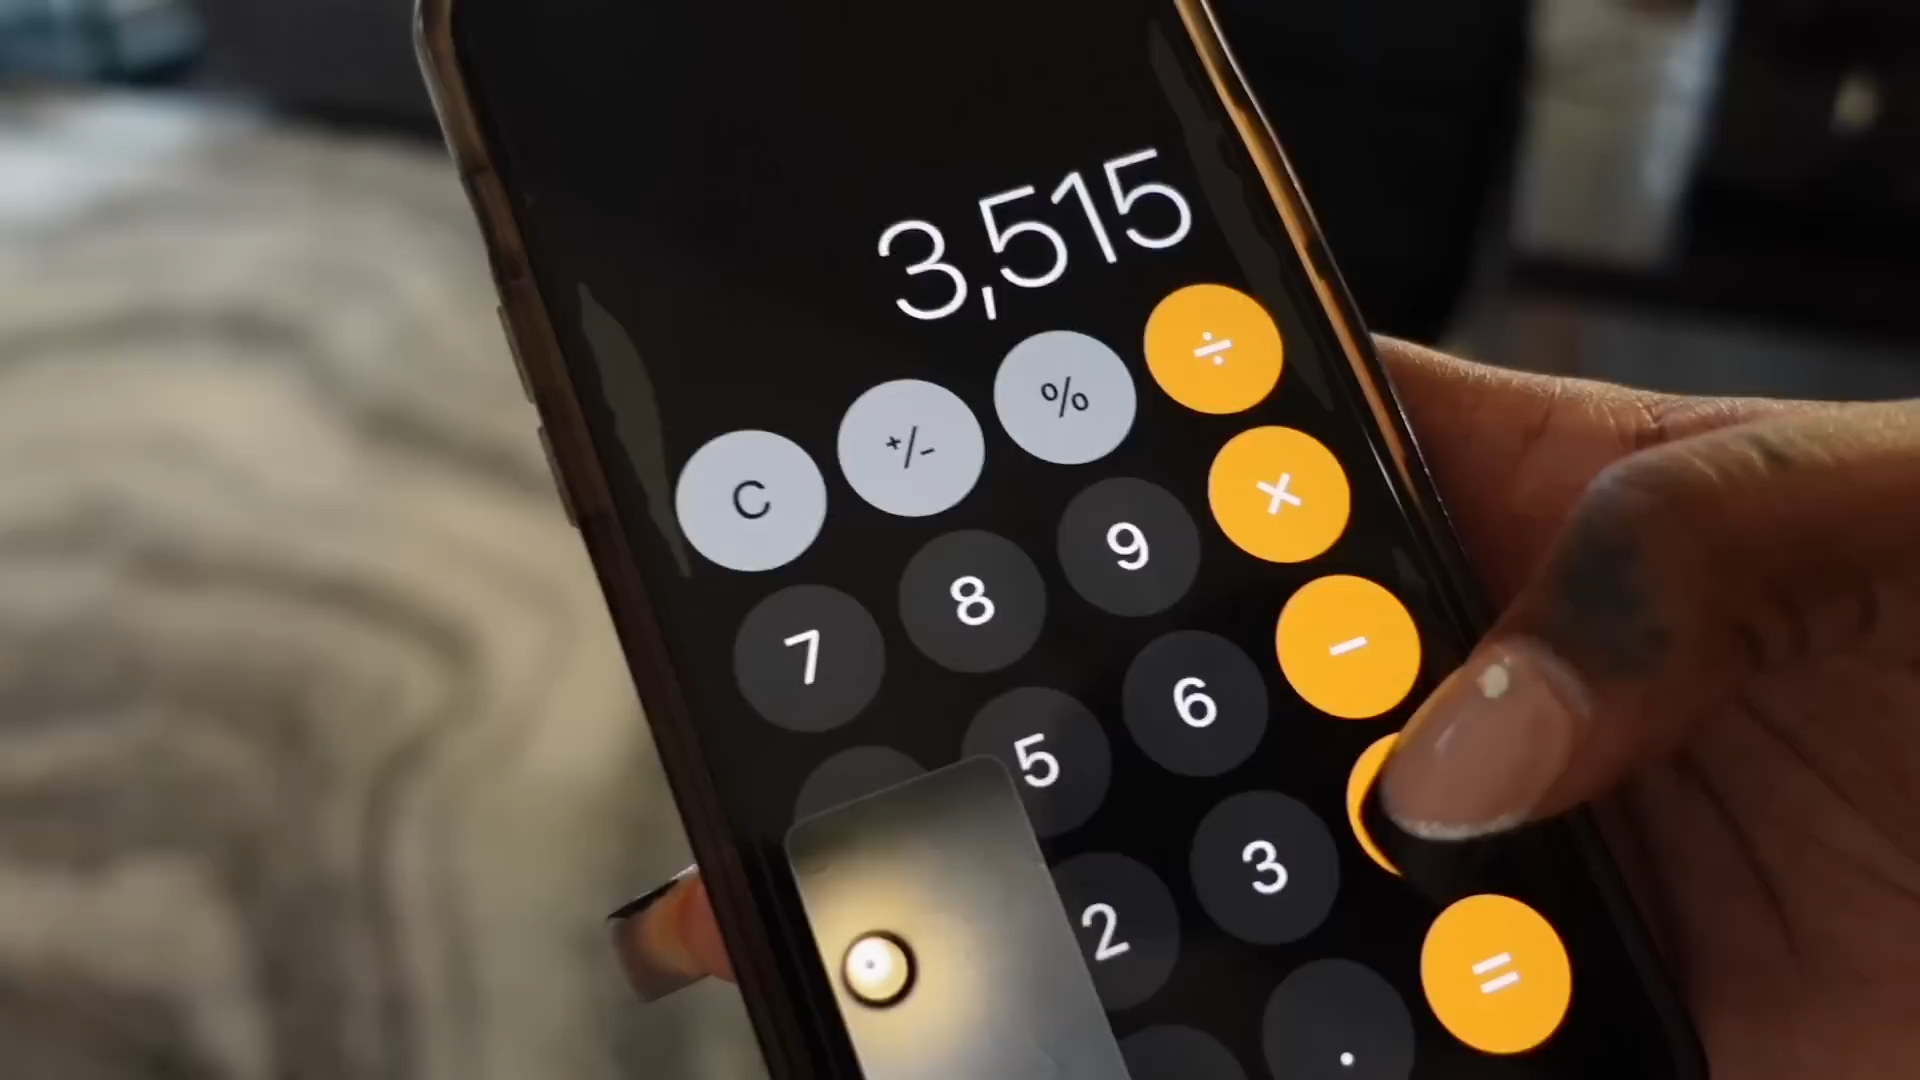 3,515
C +/- % ÷
7 8 9 ×
5 6 −
2 3
. =